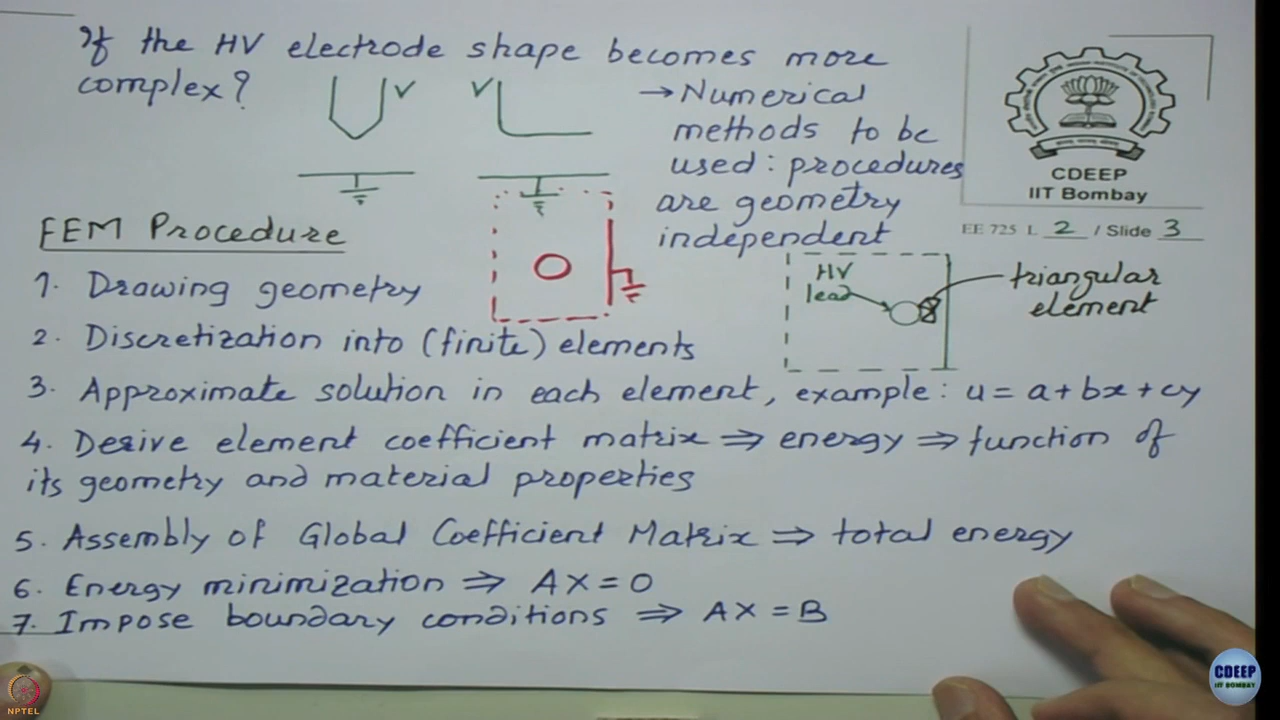 If the HV electrode shape becomes more
complex?
V
V
→ Numerical
methods to be
used: procedures
are geometry
independent
CDEEP
IIT Bombay
EE 725 L 2 / Slide 3
FEM Procedure
HV
lead
triangular
element
1. Drawing geometry
2. Discretization into (finite) elements
3. Approximate solution in each element, example: u = a + bx + cy
4. Derive element coefficient matrix ⇒ energy ⇒ function of
its geometry and material properties
5. Assembly of Global Coefficient Matrix ⇒ total energy
6. Energy minimization ⇒ AX = 0
7. Impose boundary conditions ⇒ AX = B
NPTEL
CDEEP
IIT BOMBAY